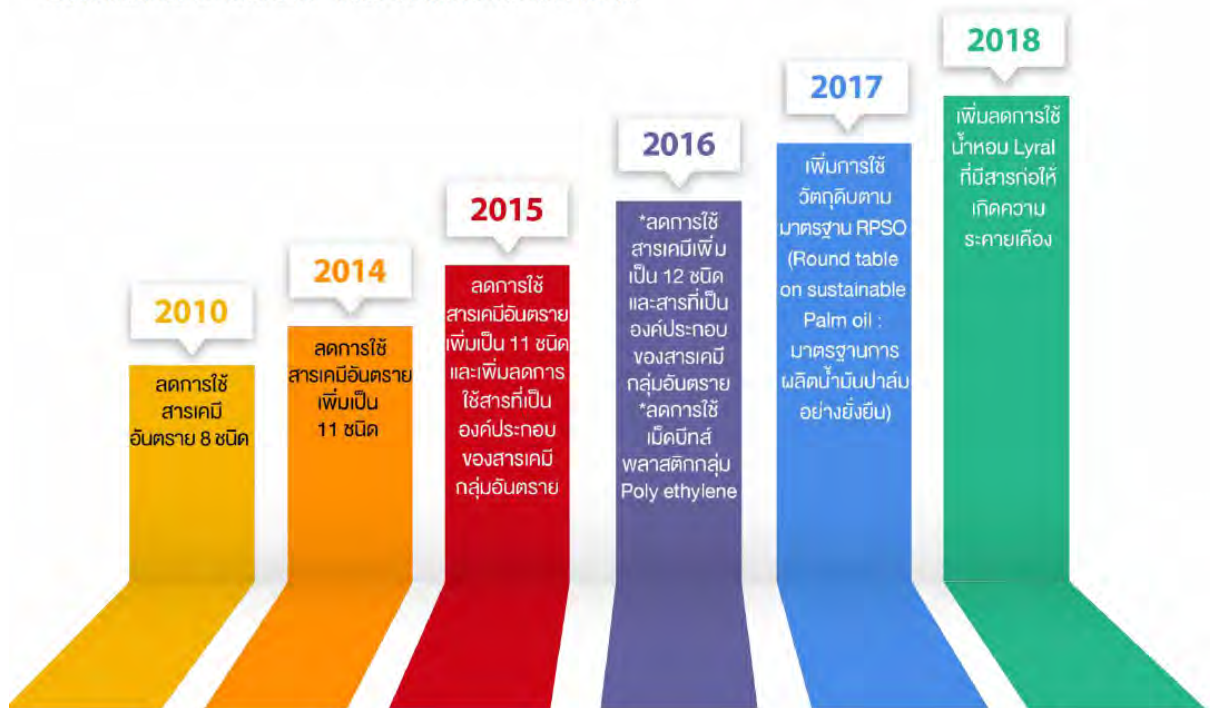 2010
ลดการใช้
สารเคมี
อันตราย 8 ชนิด
2014
ลดการใช้
สารเคมีอันตราย
เพิ่มเป็น
11 ชนิด
2015
ลดการใช้
สารเคมีอันตราย
เพิ่มเป็น 11 ชนิด
และเพิ่มลดการ
ใช้สารที่เป็น
องค์ประกอบ
ของสารเคมี
กลุ่มอันตราย
2016
*ลดการใช้
สารเคมีเพิ่ม
เป็น 12 ชนิด
และสารที่เป็น
องค์ประกอบ
ของสารเคมี
กลุ่มอันตราย
*ลดการใช้
เม็ดบีทส์
พลาสติกกลุ่ม
Poly ethylene
2017
เพิ่มการใช้
วัตถุดิบตาม
มาตรฐาน RPSO
(Round table
on sustainable
Palm oil :
มาตรฐานการ
ผลิตน้ำมันปาล์ม
อย่างยั่งยืน)
2018
เพิ่มลดการใช้
น้ำหอม Lyral
ที่มีสารก่อให้
เกิดความ
ระคายเคือง